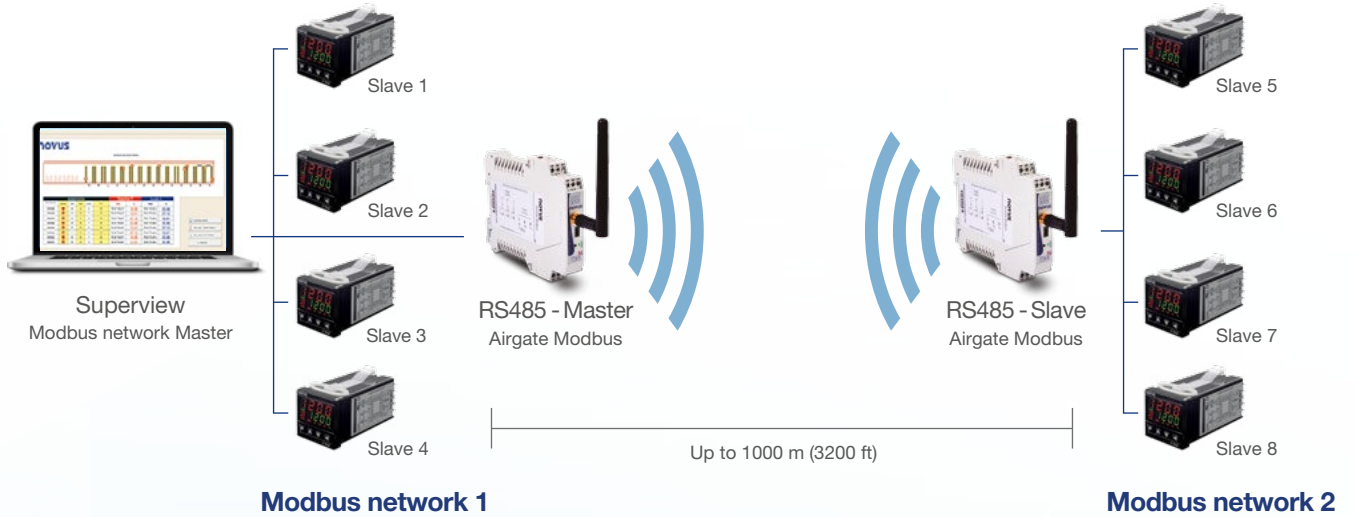 novus
Superview
Modbus network Master
Slave 1
Slave 2
Slave 3
Slave 4
Modbus network 1
RS485 - Master
Airgate Modbus
Up to 1000 m (3200 ft)
RS485 - Slave
Airgate Modbus
Slave 5
Slave 6
Slave 7
Slave 8
Modbus network 2